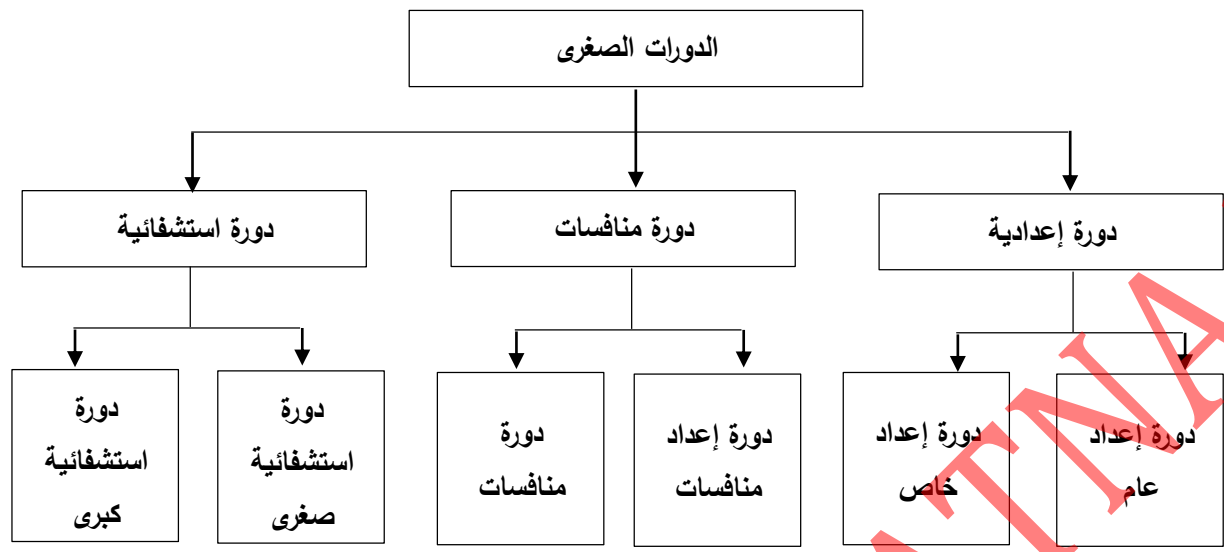 الدورات الصغرى
دورة إعدادية
دورة منافسات
دورة استشفائية
دورة إعداد
عام
دورة إعداد
خاص
دورة إعداد
منافسات
دورة
منافسات
دورة
استشفائية
صغرى
دورة
استشفائية
كبرى
ATNA